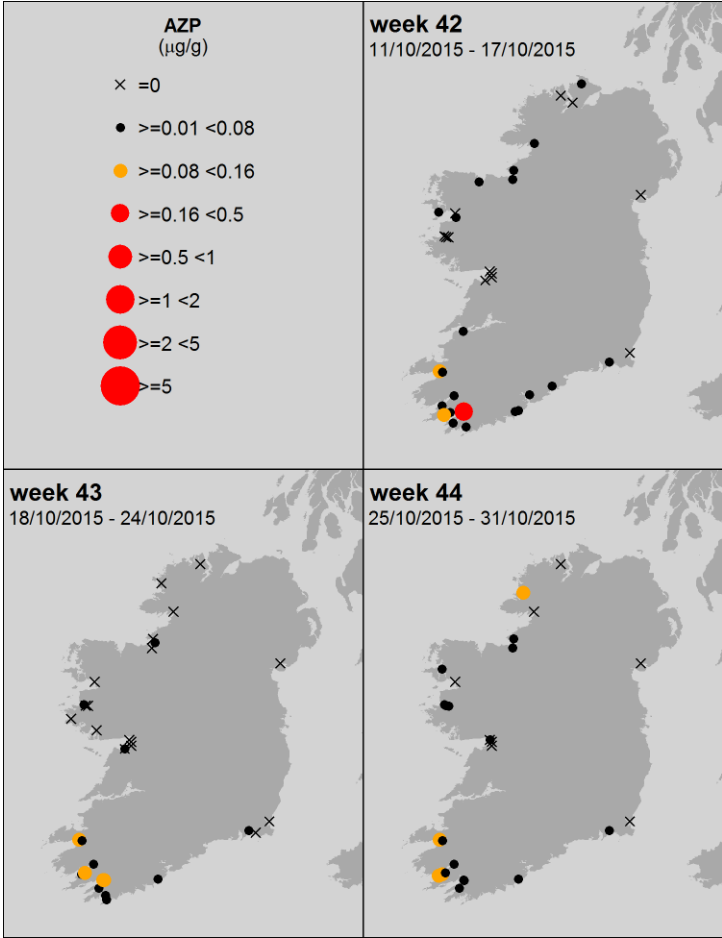 AZP
(µg/g)
=0
>=0.01 <0.08
>=0.08 <0.16
>=0.16 <0.5
>=0.5 <1
>=1 <2
>=2 <5
>=5
week 42
11/10/2015 - 17/10/2015
week 43
18/10/2015 - 24/10/2015
week 44
25/10/2015 - 31/10/2015